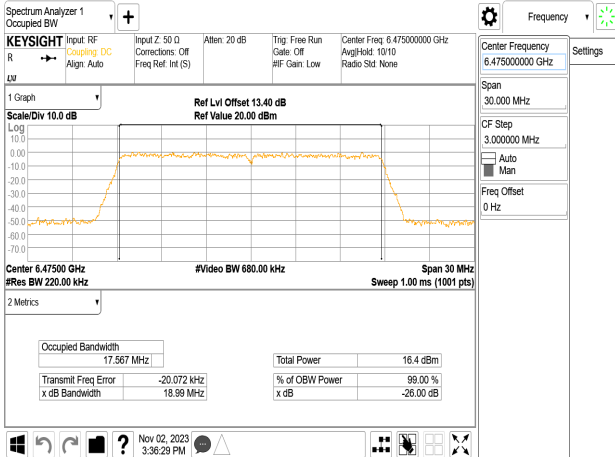 Spectrum Analyzer 1
Occupied BW
Frequency
KEYSIGHT Input: RF
Coupling: DC
Align: Auto
R
Input Z: 50 Ω
Corrections: Off
Freq Ref: Int (S)
Atten: 20 dB
Trig: Free Run
Gate: Off
#IF Gain: Low
Center Freq: 6.475000000 GHz
Avg|Hold: 10/10
Radio Std: None
Center Frequency
6.475000000 GHz
Settings
Span
30.000 MHz
CF Step
3.000000 MHz
Auto
Man
Freq Offset
0 Hz
1 Graph
Scale/Div 10.0 dB
Ref Lvl Offset 13.40 dB
Ref Value 20.00 dBm
Log
10.0
0.00
-10.0
-20.0
-30.0
-40.0
-50.0
-60.0
-70.0
Center 6.47500 GHz
#Video BW 680.00 kHz
Span 30 MHz
#Res BW 220.00 kHz
Sweep 1.00 ms (1001 pts)
2 Metrics
Occupied Bandwidth
17.567 MHz
Total Power 16.4 dBm
Transmit Freq Error -20.072 kHz
% of OBW Power 99.00 %
x dB Bandwidth 18.99 MHz
x dB -26.00 dB
?
Nov 02, 2023
3:36:29 PM